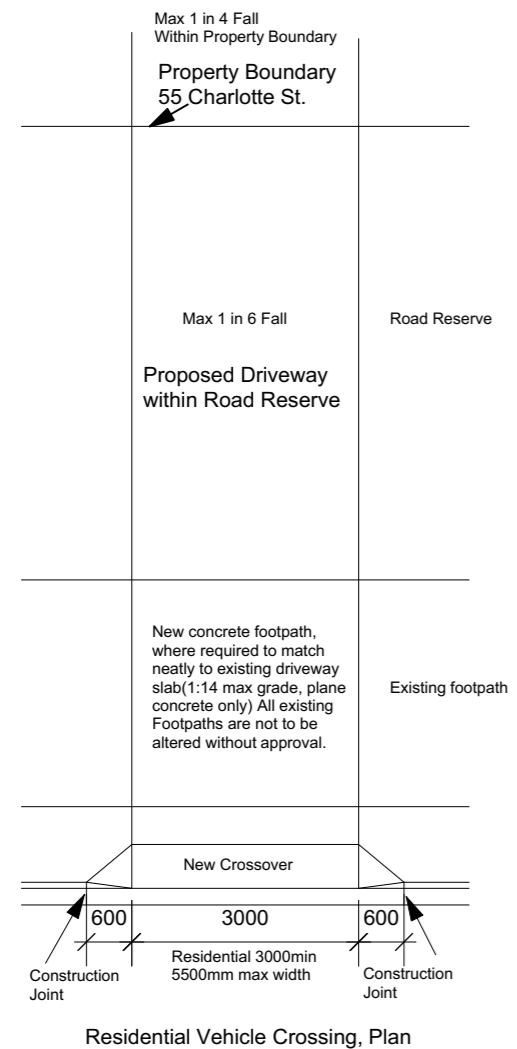 Max 1 in 4 Fall
Within Property Boundary
Property Boundary
55 Charlotte St.
Max 1 in 6 Fall
Road Reserve
Proposed Driveway
within Road Reserve
New concrete footpath,
where required to match
neatly to existing driveway
slab(1:14 max grade, plane
concrete only) All existing
Footpaths are not to be
altered without approval.
Existing footpath
New Crossover
600
3000
600
Residential 3000min
5500mm max width
Construction
Joint
Construction
Joint
Residential Vehicle Crossing, Plan